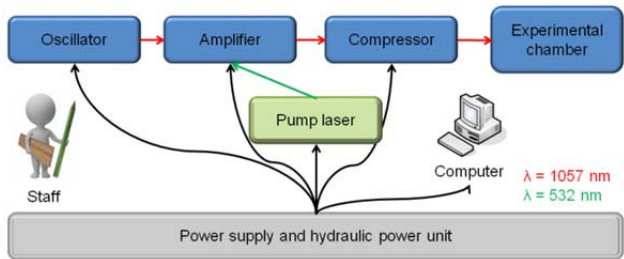 Oscillator
Amplifier
Compressor
Experimental
chamber
Pump laser
Staff
Computer
λ = 1057 nm
λ = 532 nm
Power supply and hydraulic power unit